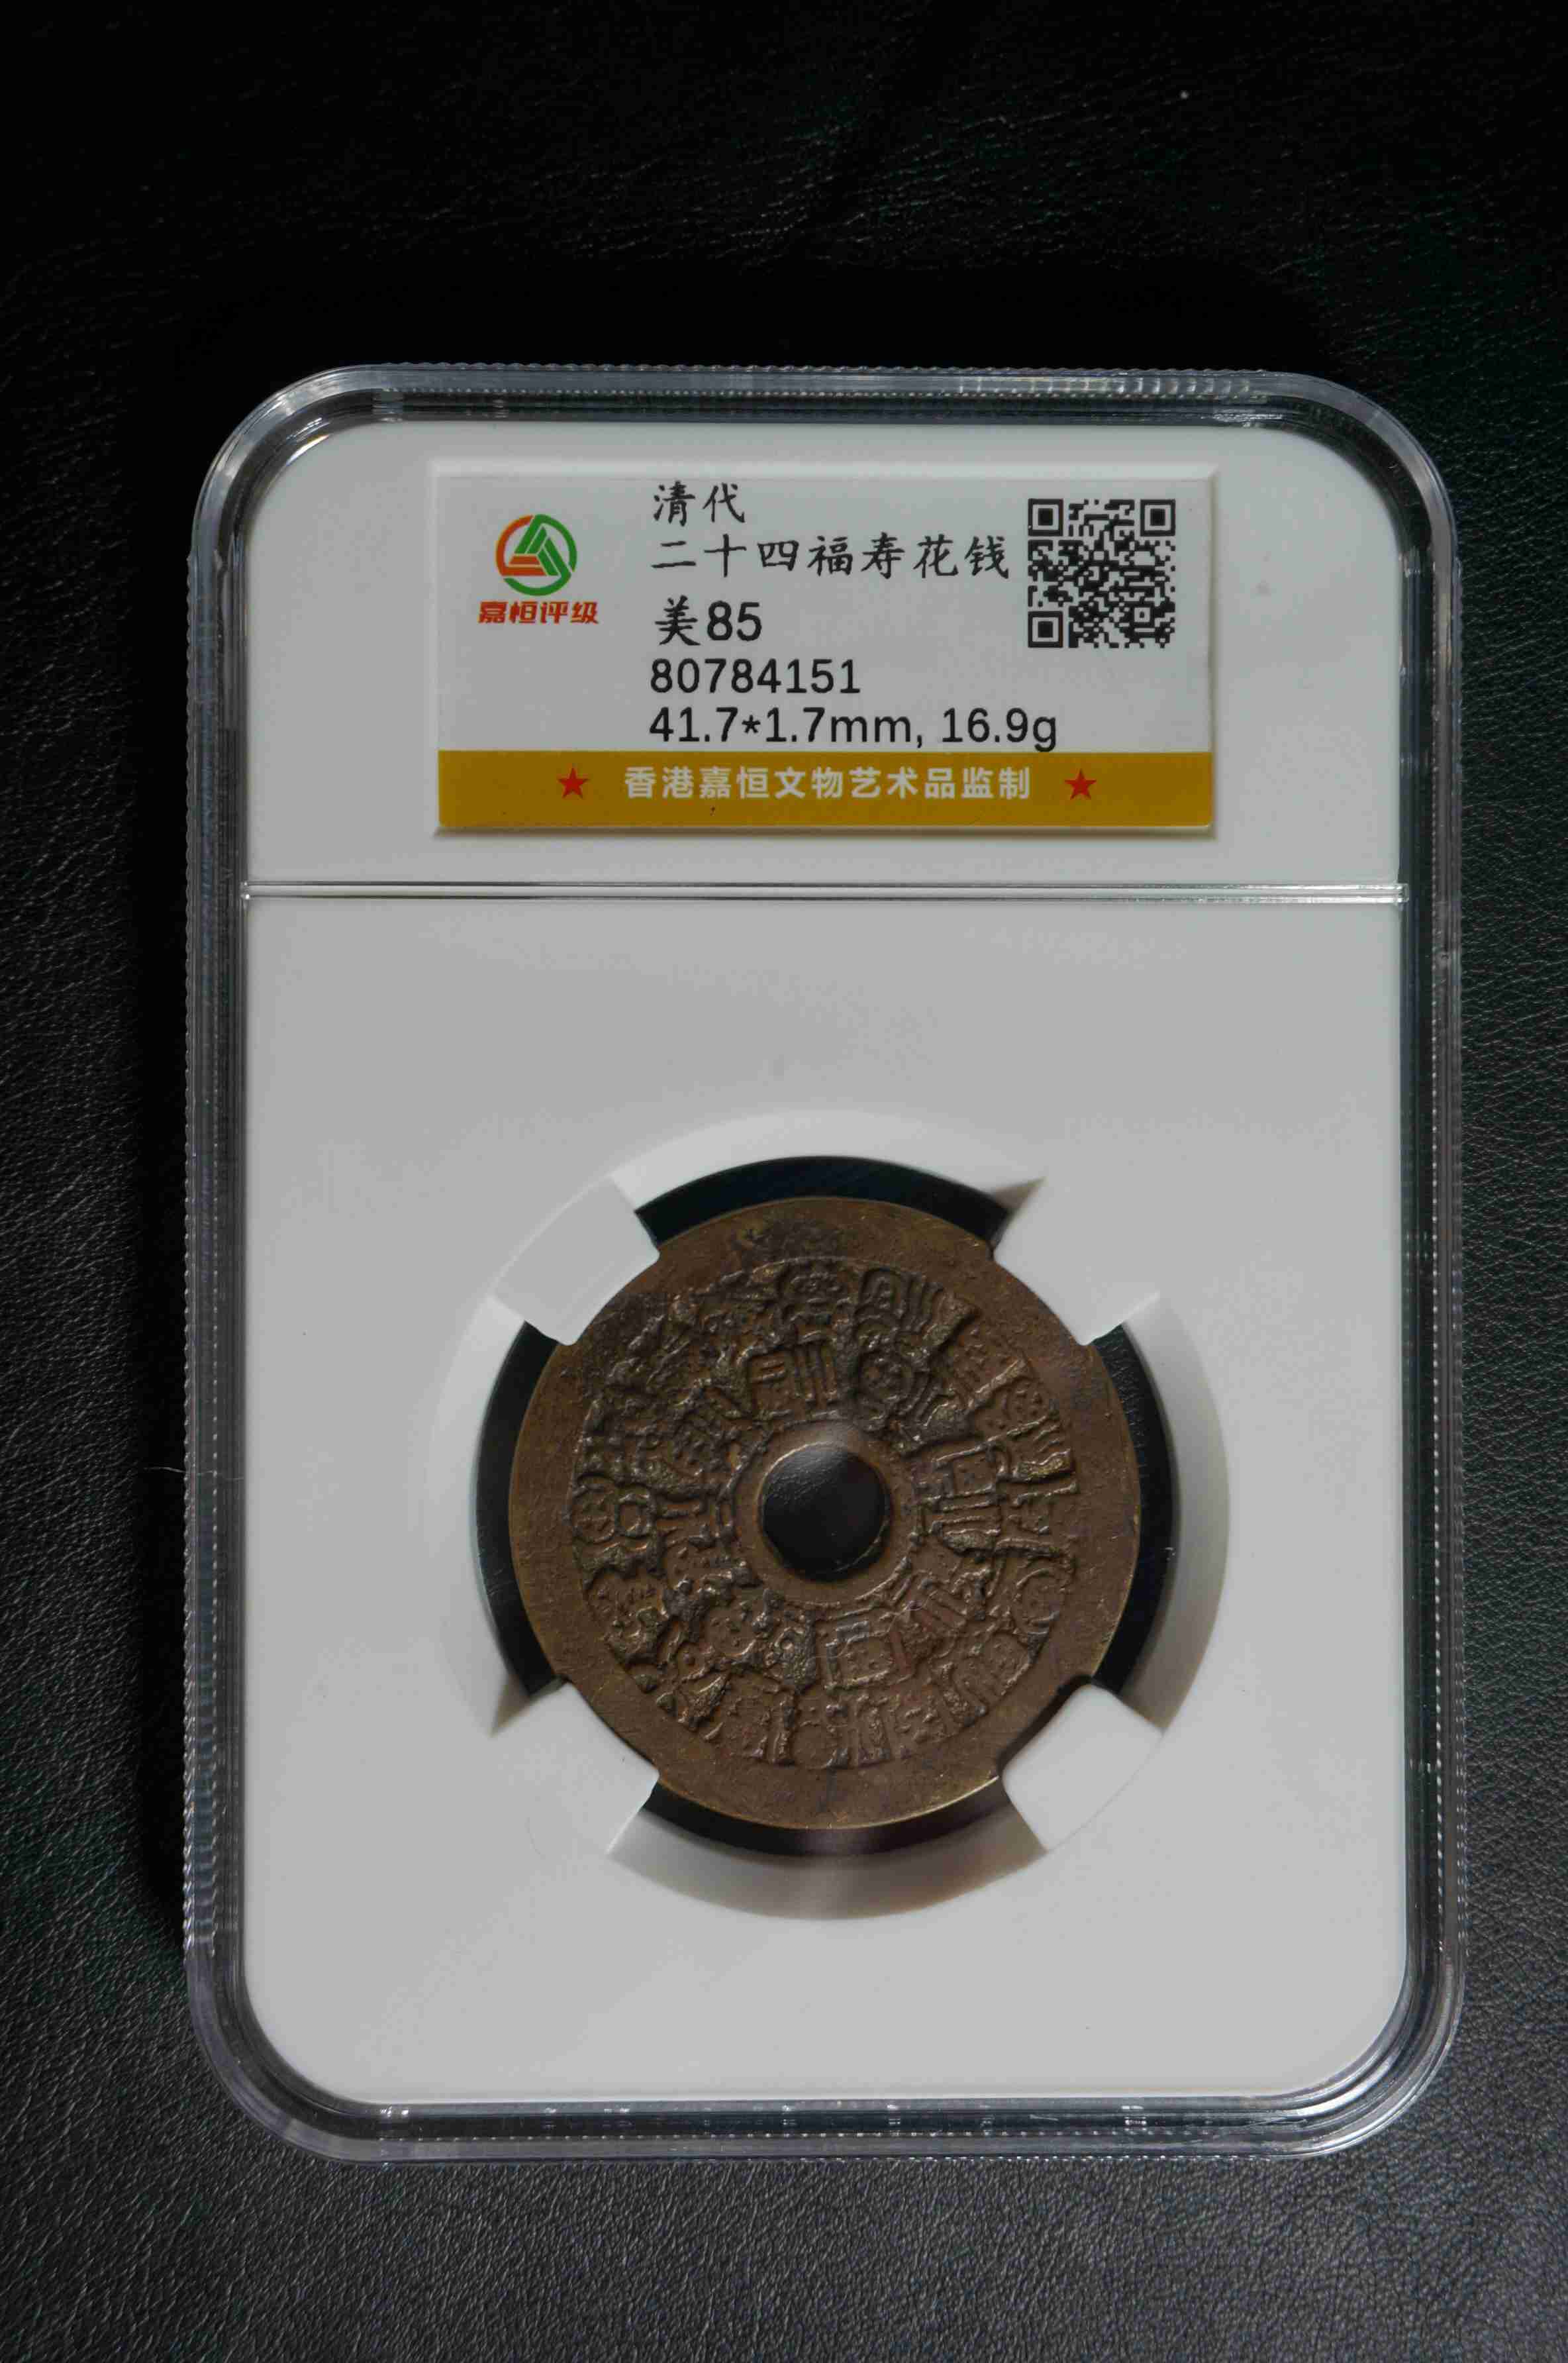 清代
二十四福寿花钱
美85
嘉恒评级
80784151
41.7*1.7mm, 16.9g
★ 香港嘉恒文物艺术品监制 ★